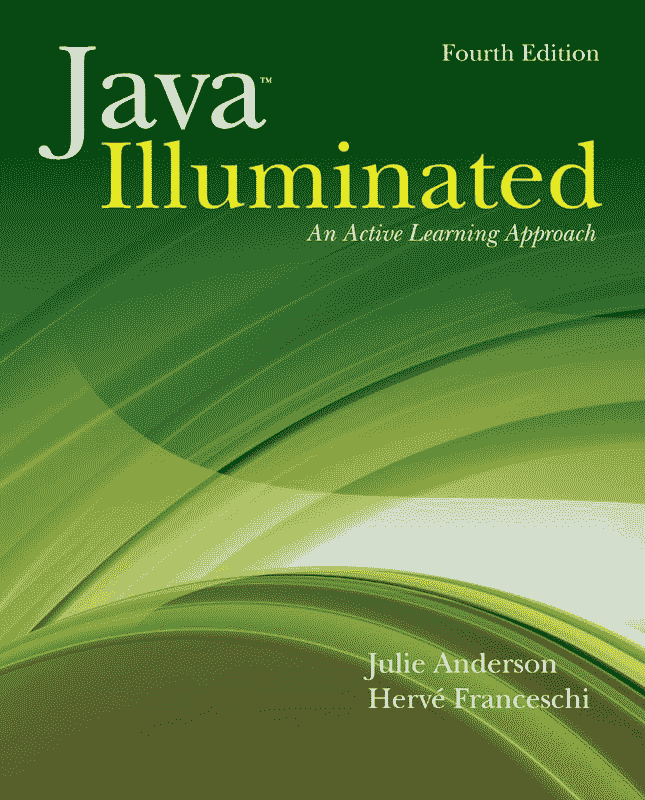 Fourth Edition
Java™
Illuminated
An Active Learning Approach
Julie Anderson
Hervé Franceschi